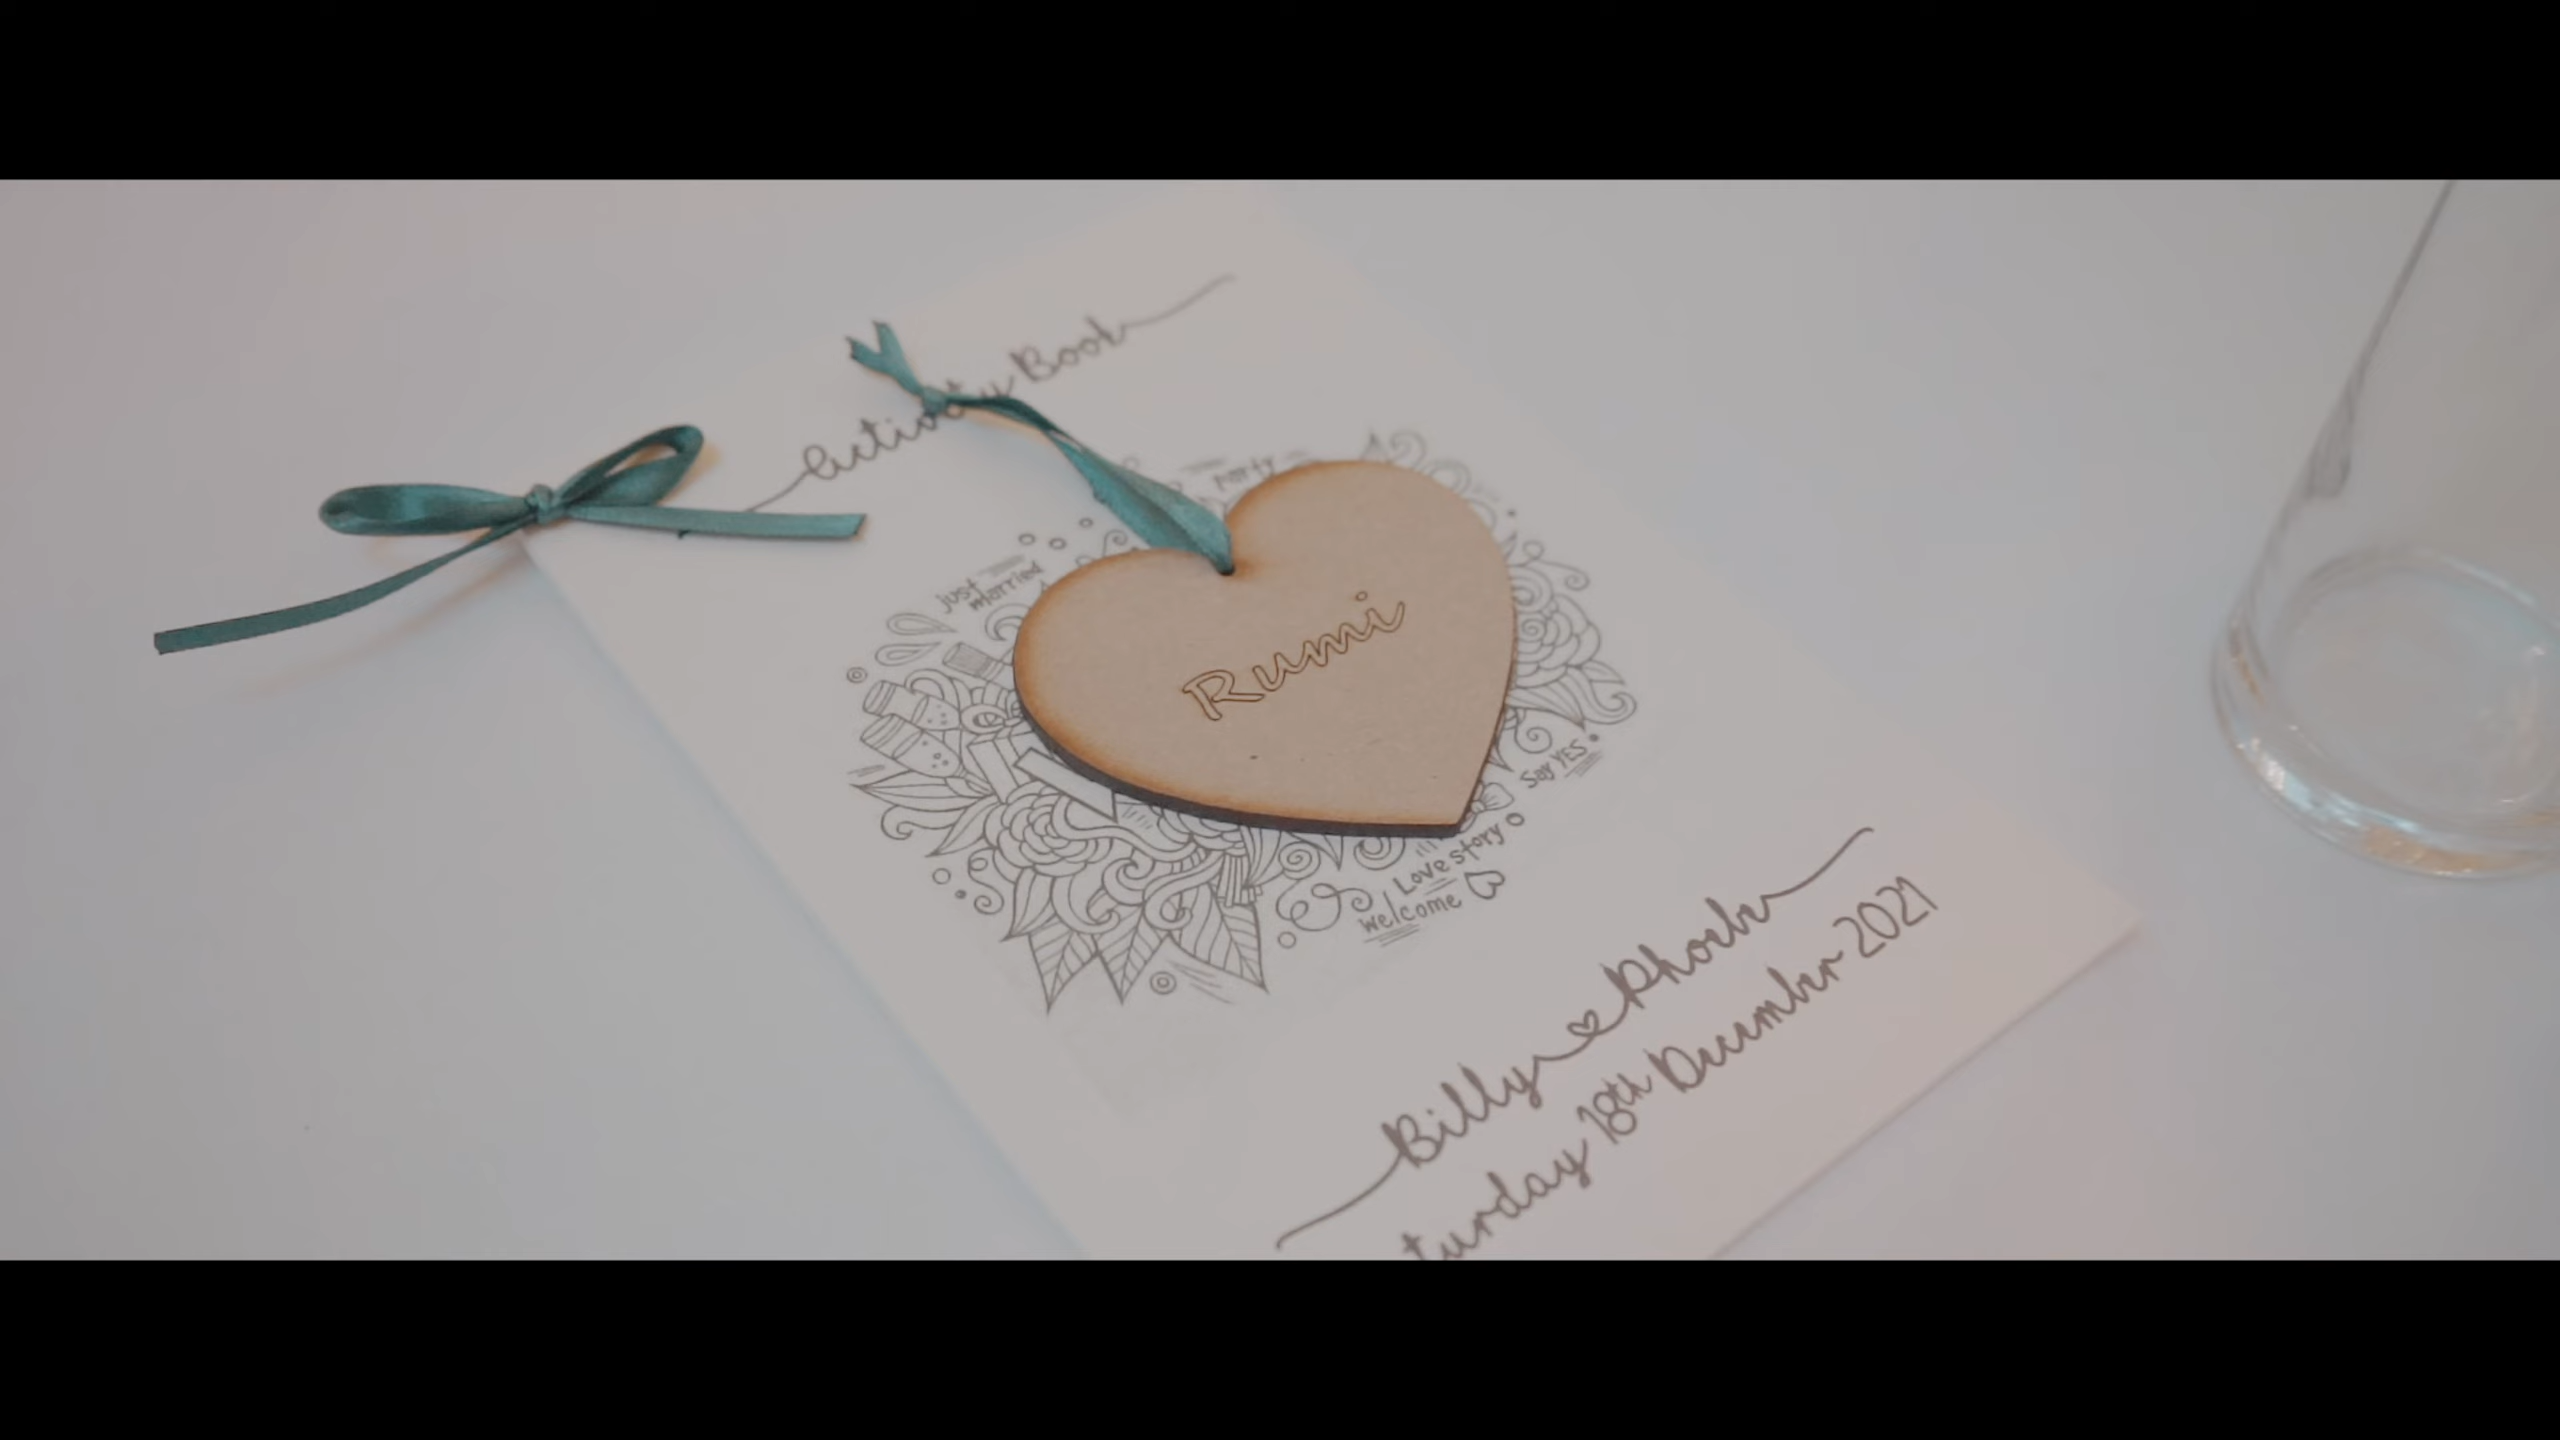 Activity Book
Party
just
married
Rumi
Say YES
Love story
welcome
Billy Phoebe
turday 18th December 2021